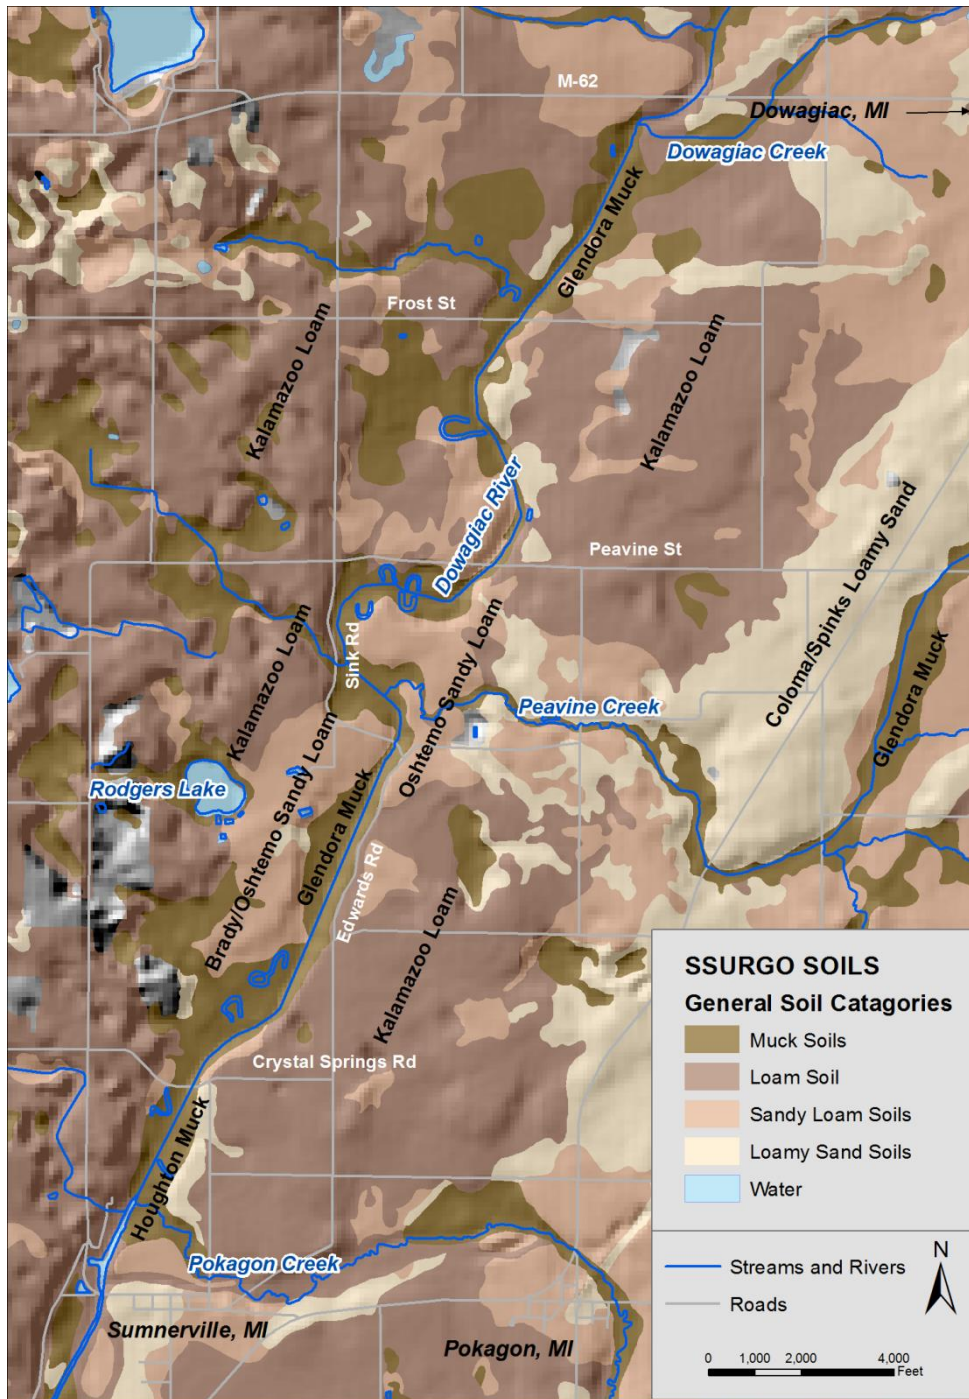 M-62
Dowagiac, MI
Dowagiac Creek
Glendora Muck
Frost St
Kalamazoo Loam
Kalamazoo Loam
Dowagiac River
Peavine St
Coloma/Spinks Loamy Sand
Sink Rd
Kalamazoo Loam
Oshtemo Sandy Loam
Peavine Creek
Glendora Muck
Rodgers Lake
Brady/Oshtemo Sandy Loam
Glendora Muck
Edwards Rd
Kalamazoo Loam
Crystal Springs Rd
Houghton Muck
Pokagon Creek
Sumnerville, MI
Pokagon, MI
SSURGO SOILS
General Soil Catagories
Muck Soils
Loam Soil
Sandy Loam Soils
Loamy Sand Soils
Water
Streams and Rivers
Roads
N
0 1,000 2,000 4,000
Feet